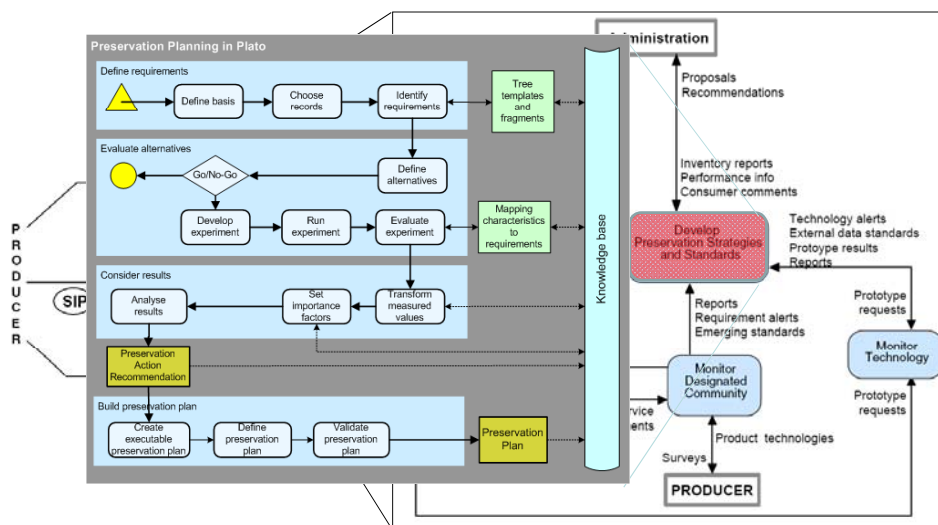 Preservation Planning in Plato
Define requirements
Define basis
Choose
records
Identify
requirements
Tree
templates
and
fragments
Evaluate alternatives
Go/No-Go
Define
alternatives
Develop
experiment
Run
experiment
Evaluate
experiment
Mapping
characteristics
to
requirements
Consider results
Analyse
results
Set
importance
factors
Transform
measured
values
Preservation
Action
Recommendation
Build preservation plan
Create
executable
preservation plan
Define
preservation
plan
Validate
preservation
plan
Preservation
Plan
Knowledge base
PRODUCER
SIP
Administration
Proposals
Recommendations
Inventory reports
Performance info
Consumer comments
Develop
Preservation Strategies
and Standards
Technology alerts
External data standards
Prototype results
Reports
Reports
Requirement alerts
Emerging standards
Prototype
requests
Monitor
Technology
Prototype
requests
Monitor
Designated
Community
Product technologies
Surveys
PRODUCER